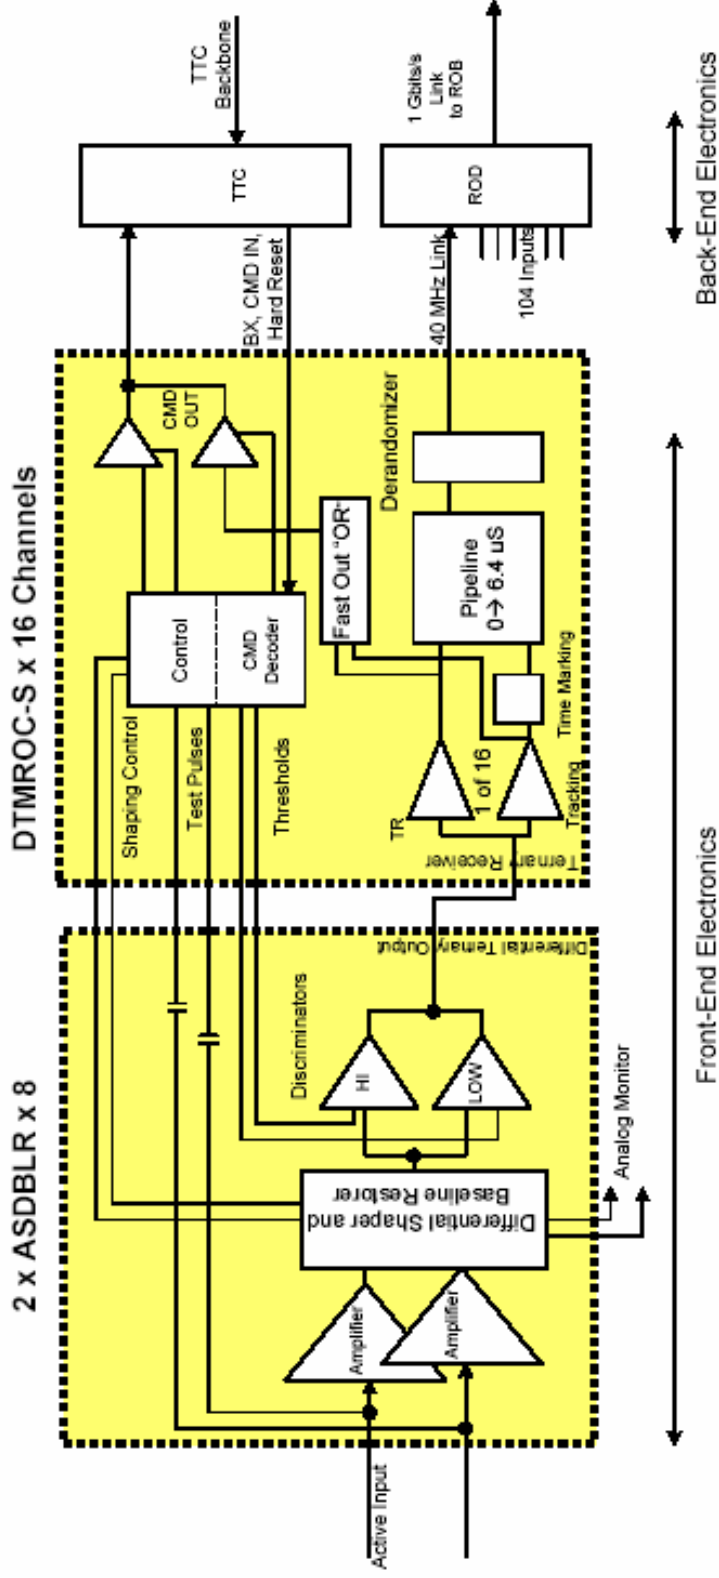 2 x ASDBLR x 8
DTMROC-S x 16 Channels
Active Input
Amplifier
Amplifier
Differential Shaper and
Baseline Restorer
Analog Monitor
Discriminators
HI
LOW
Differential Ternary Output
Ternary Receiver
Shaping Control
Test Pulses
Thresholds
Control
CMD
Decoder
TR
1 of 16
Tracking
Time Marking
Fast Out "OR"
Pipeline
0→ 6.4 uS
Derandomizer
CMD
OUT
BX, CMD IN,
Hard Reset
40 MHz Link
104 Inputs
TTC
ROD
TTC
Backbone
1 Gbits/s
Link
to ROB
Front-End Electronics
Back-End Electronics